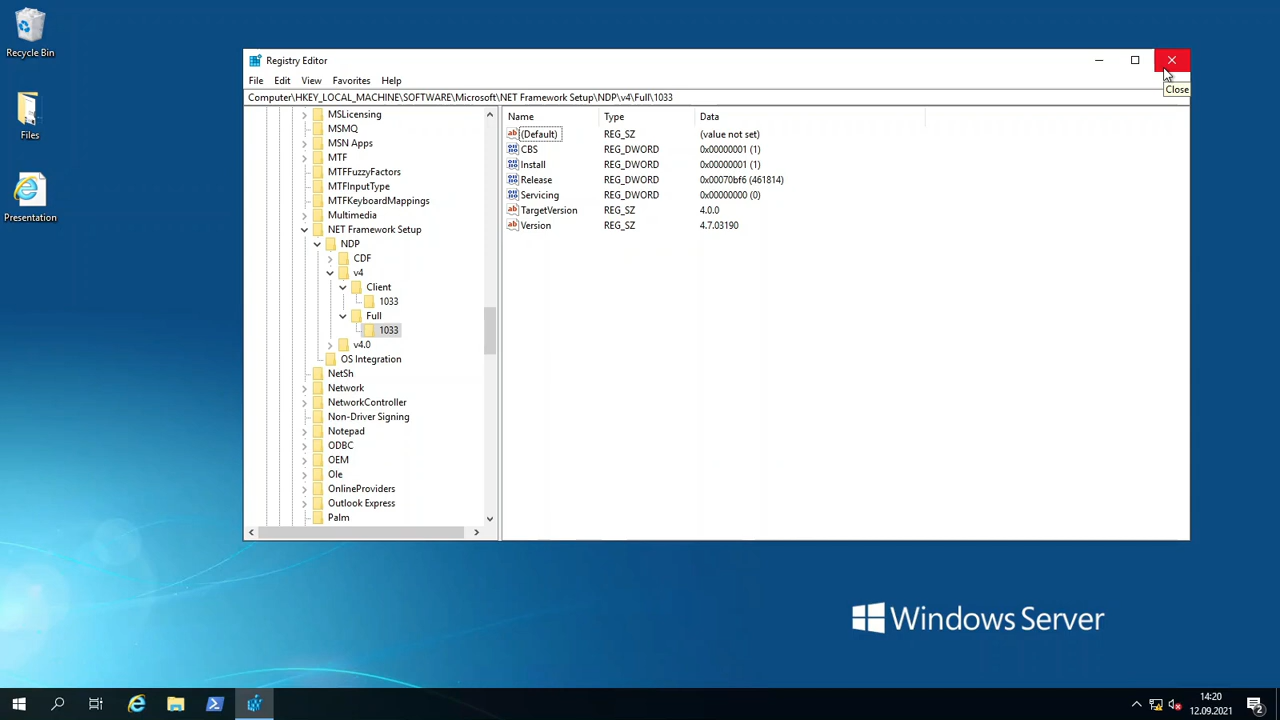 Recycle Bin
Files
Presentation
Registry Editor
File Edit View Favorites Help
Computer\HKEY_LOCAL_MACHINE\SOFTWARE\Microsoft\NET Framework Setup\NDP\v4\Full\1033
MSLicensing
MSMQ
MSN Apps
MTF
MTFFuzzyFactors
MTFInputType
MTFKeyboardMappings
Multimedia
NET Framework Setup
NDP
CDF
v4
Client
1033
Full
1033
v4.0
OS Integration
NetSh
Network
NetworkController
Non-Driver Signing
Notepad
ODBC
OEM
Ole
OnlineProviders
Outlook Express
Palm
Name Type Data
(Default) REG_SZ (value not set)
CBS REG_DWORD 0x00000001 (1)
Install REG_DWORD 0x00000001 (1)
Release REG_DWORD 0x00070bf6 (461814)
Servicing REG_DWORD 0x00000000 (0)
TargetVersion REG_SZ 4.0.0
Version REG_SZ 4.7.03190
Close
Windows Server
14:20
12.09.2021
2